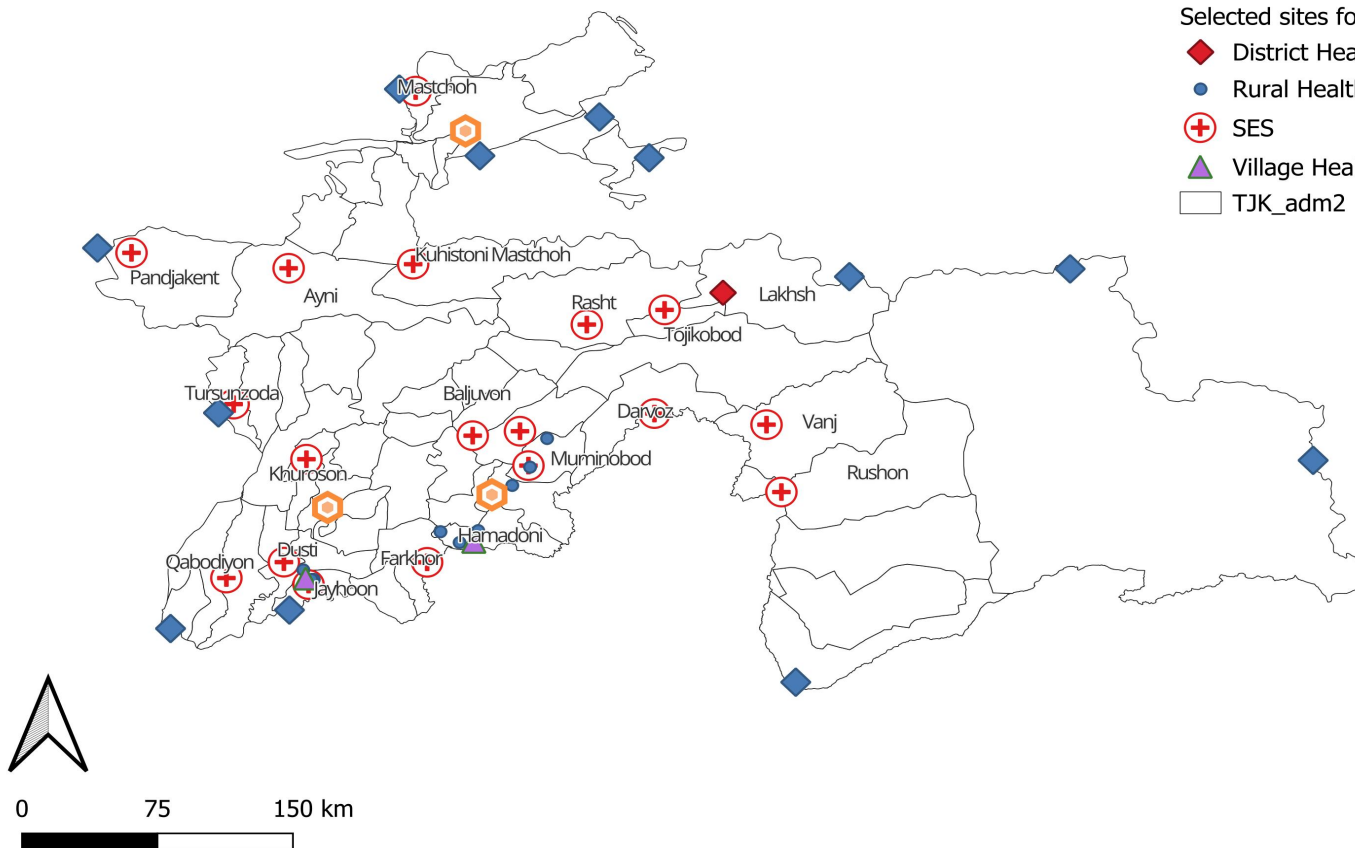 Selected sites fo
District Hea
Rural Healt
SES
Village Hea
TJK_adm2
Mastchoh
Kuhistoni Mastchoh
Pandjakent
Ayni
Rasht
Lakhsh
Tojikobod
Tursunzoda
Baljuvon
Darvoz
Vanj
Muminobod
Khuroson
Rushon
Hamadoni
Dusti
Farkhor
Qabodiyon
Jayhoon
0 75 150 km